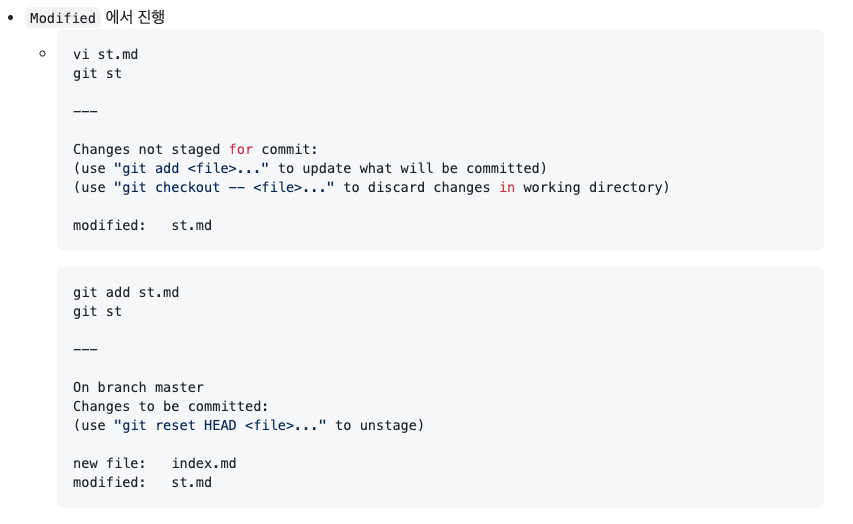 Modified 에서 진행
vi st.md
git st
---
Changes not staged for commit:
(use "git add <file>..." to update what will be committed)
(use "git checkout -- <file>..." to discard changes in working directory)
modified:   st.md
git add st.md
git st
---
On branch master
Changes to be committed:
(use "git reset HEAD <file>..." to unstage)
new file:   index.md
modified:   st.md